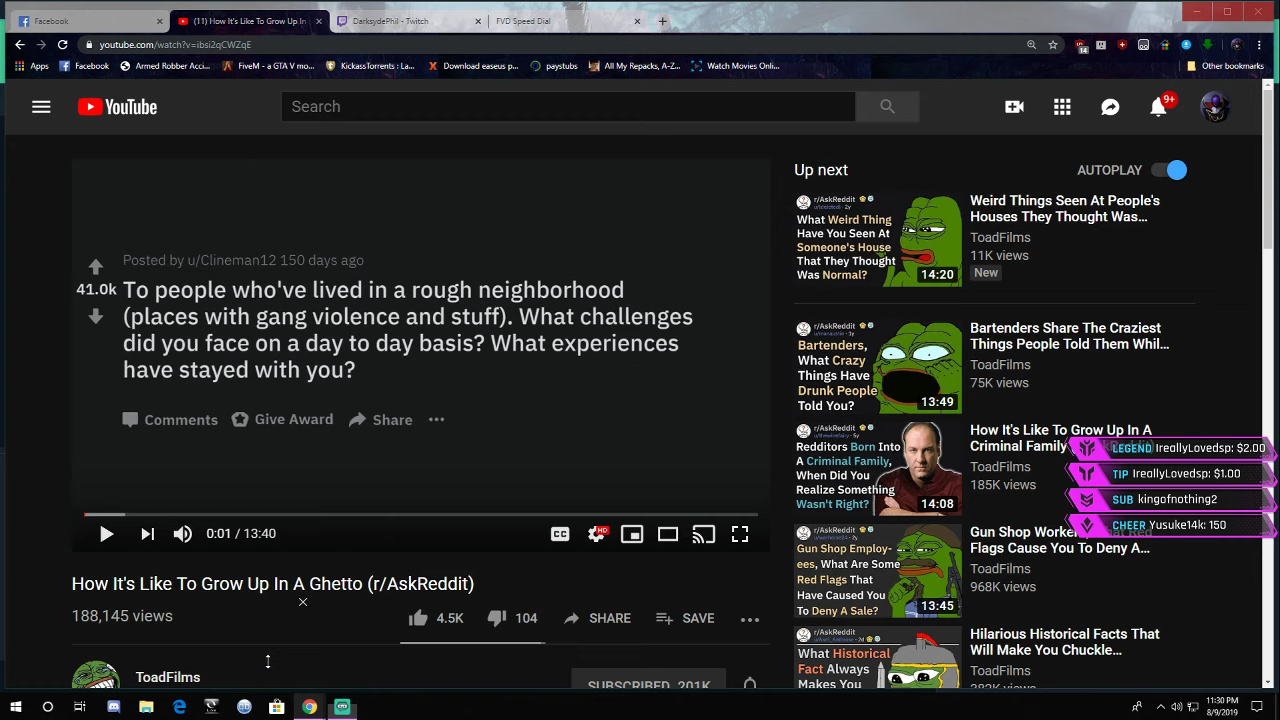 Facebook
(11) How It's Like To Grow Up In
DarksydePhil - Twitch
FVD Speed Dial
youtube.com/watch?v=ibsi2qCWZqE
Apps
Facebook
Armed Robber Acci...
FiveM - a GTA V mo...
KickassTorrents : La...
Download easeus p...
paystubs
All My Repacks, A-Z...
Watch Movies Onli...
Other bookmarks
YouTube
Search
9+
Up next
AUTOPLAY
Posted by u/Clineman12 150 days ago
41.0k
To people who've lived in a rough neighborhood
(places with gang violence and stuff). What challenges
did you face on a day to day basis? What experiences
have stayed with you?
Comments
Give Award
Share
0:01 / 13:40
CC
HD
How It's Like To Grow Up In A Ghetto (r/AskReddit)
188,145 views
4.5K
104
SHARE
SAVE
ToadFilms
SUBSCRIBED 201K
r/AskReddit
What Weird Thing
Have You Seen At
Someone's House
That They Thought
Was Normal?
14:20
Weird Things Seen At People's
Houses They Thought Was...
ToadFilms
11K views
New
r/AskReddit
Bartenders,
What Crazy
Things Have
Drunk People
Told You?
13:49
Bartenders Share The Craziest
Things People Told Them Whil...
ToadFilms
75K views
r/AskReddit
Redditors Born Into
A Criminal Family,
When Did You
Realize Something
Wasn't Right?
14:08
How It's Like To Grow Up In A
Criminal Family
ToadFilms
185K views
r/AskReddit
Gun Shop Employ-
ees, What Are Some
Red Flags That
Have Caused You
To Deny A Sale?
13:45
Gun Shop Workers
Flags Cause You To Deny A...
ToadFilms
968K views
r/AskReddit
What Historical
Fact Always
Makes You
Hilarious Historical Facts That
Will Make You Chuckle...
ToadFilms
LEGEND IreallyLovedsp: $2.00
TIP IreallyLovedsp: $1.00
SUB kingofnothing2
CHEER Yusuke14k: 150
11:30 PM
8/9/2019